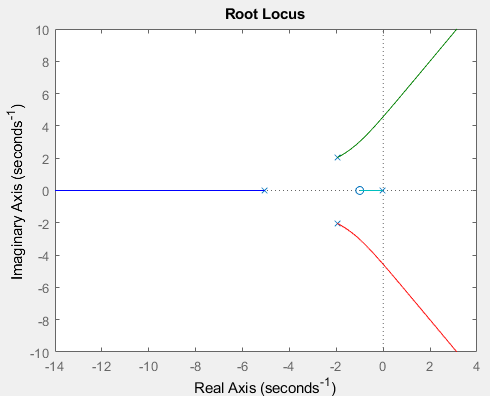 Root Locus
10
8
6
4
2
0
-2
-4
-6
-8
-10
Imaginary Axis (seconds-1)
-14 -12 -10 -8 -6 -4 -2 0 2 4
Real Axis (seconds-1)